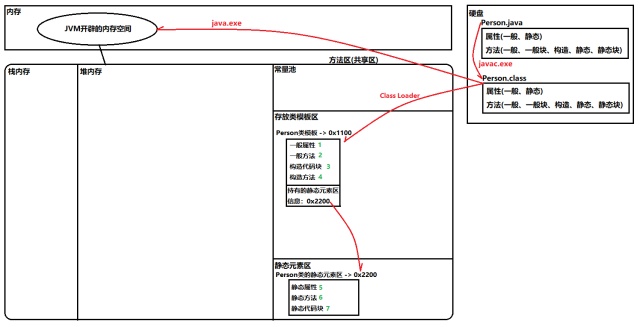 内存
JVM开辟的内存空间
java.exe
硬盘
Person.java
属性(一般、静态)
方法(一般、一般块、构造、静态、静态块)
javac.exe
Person.class
属性(一般、静态)
方法(一般、一般块、构造、静态、静态块)
方法区(共享区)
栈内存
堆内存
常量池
Class Loader
存放类模板区
Person类模板 -> 0x1100
一般属性 1
一般方法 2
构造代码块 3
构造方法 4
持有的静态元素区
信息：0x2200
静态元素区
Person类的静态元素区 -> 0x2200
静态属性 5
静态方法 6
静态代码块 7